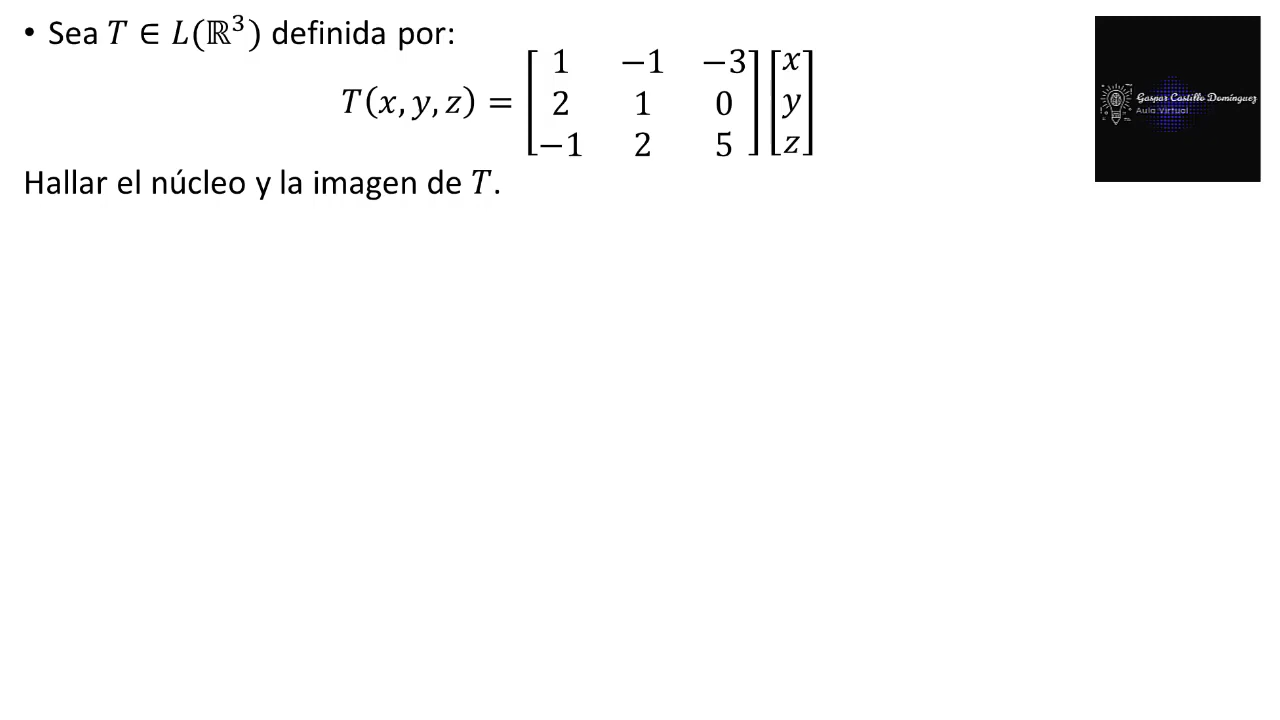 • Sea 𝑇 ∈ 𝐿(ℝ³) definida por:
𝑇(𝑥, 𝑦, 𝑧) = [1 −1 −3; 2 1 0; −1 2 5] [𝑥; 𝑦; 𝑧]
Hallar el núcleo y la imagen de 𝑇.
Gaspar Castillo Domínguez
Aula Virtual